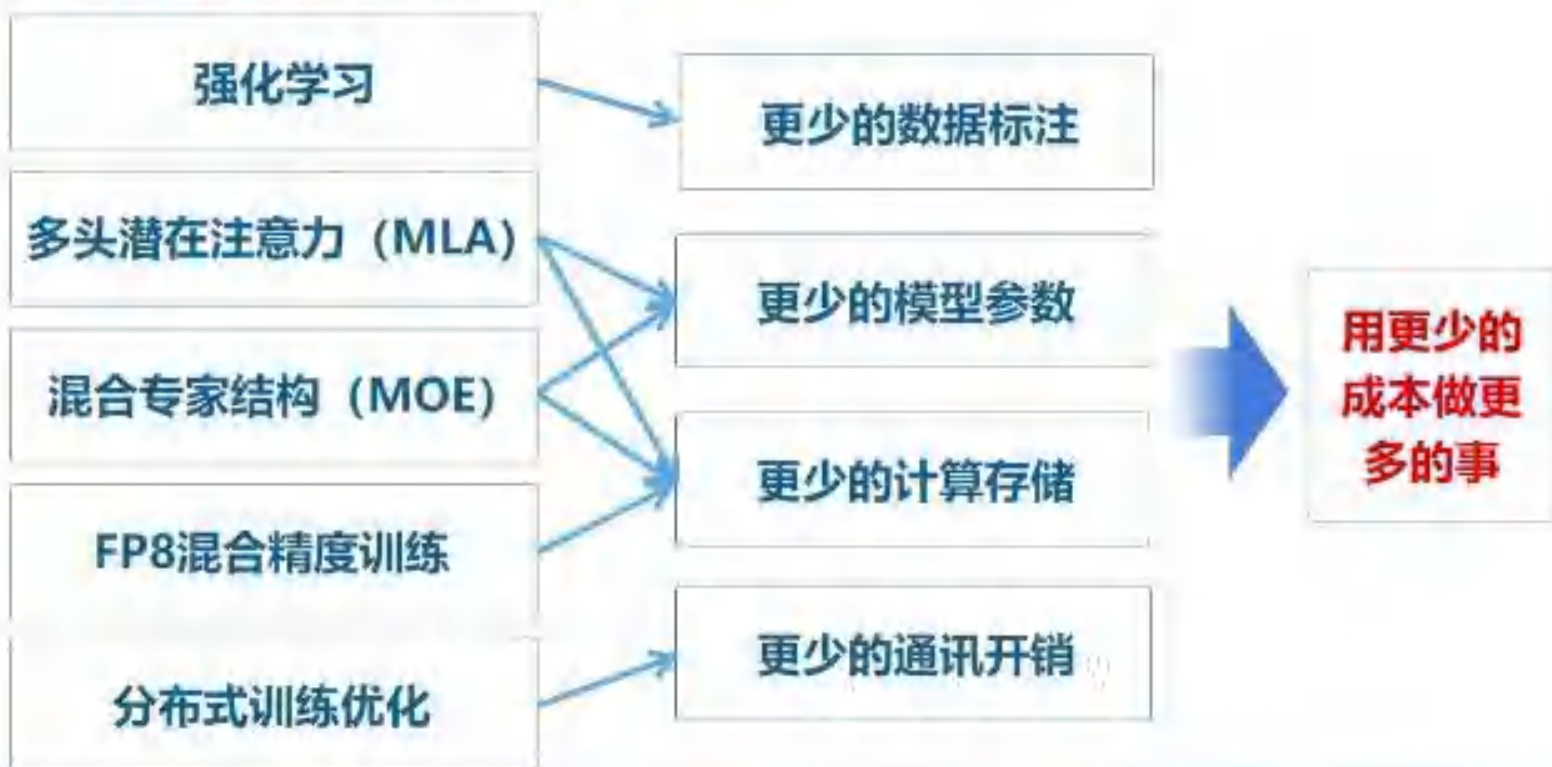 强化学习
多头潜在注意力（MLA）
混合专家结构（MOE）
FP8混合精度训练
分布式训练优化
更少的数据标注
更少的模型参数
更少的计算存储
更少的通讯开销
用更少的
成本做更
多的事